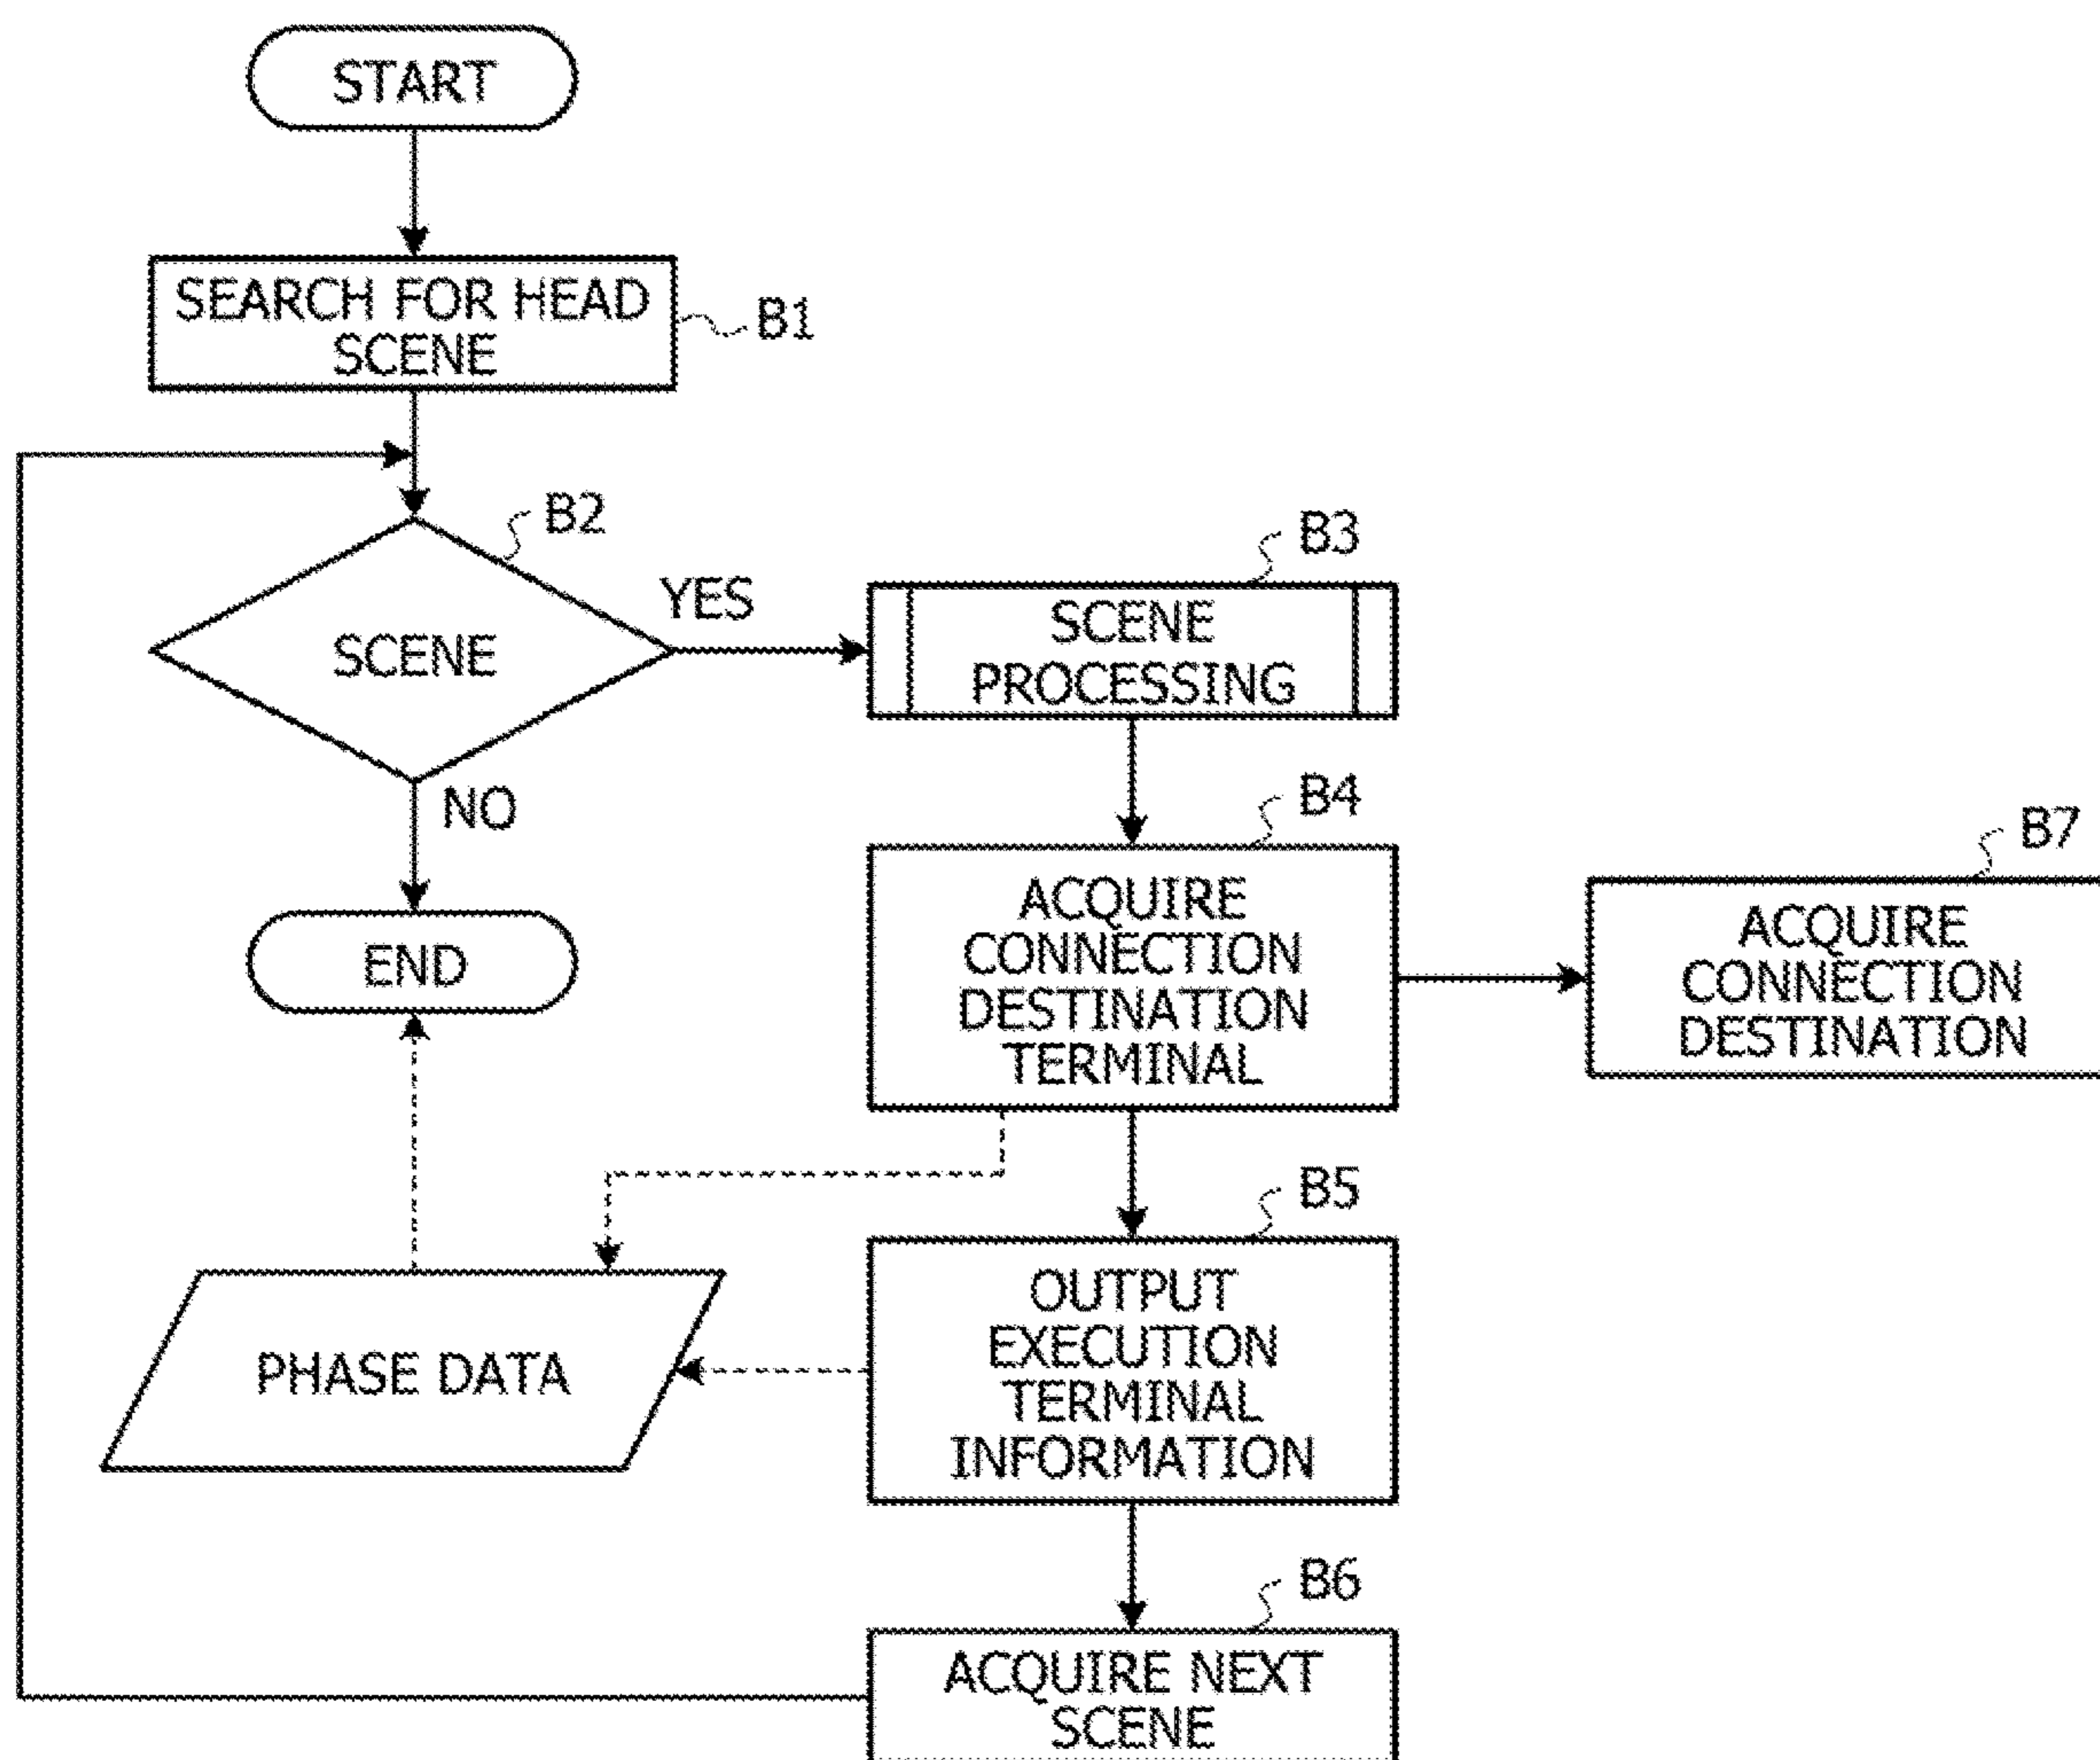 START
SEARCH FOR HEAD
SCENE
B1
B2
SCENE
YES
NO
END
B3
SCENE
PROCESSING
B4
ACQUIRE
CONNECTION
DESTINATION
TERMINAL
B7
ACQUIRE
CONNECTION
DESTINATION
B5
OUTPUT
EXECUTION
TERMINAL
INFORMATION
PHASE DATA
B6
ACQUIRE NEXT
SCENE